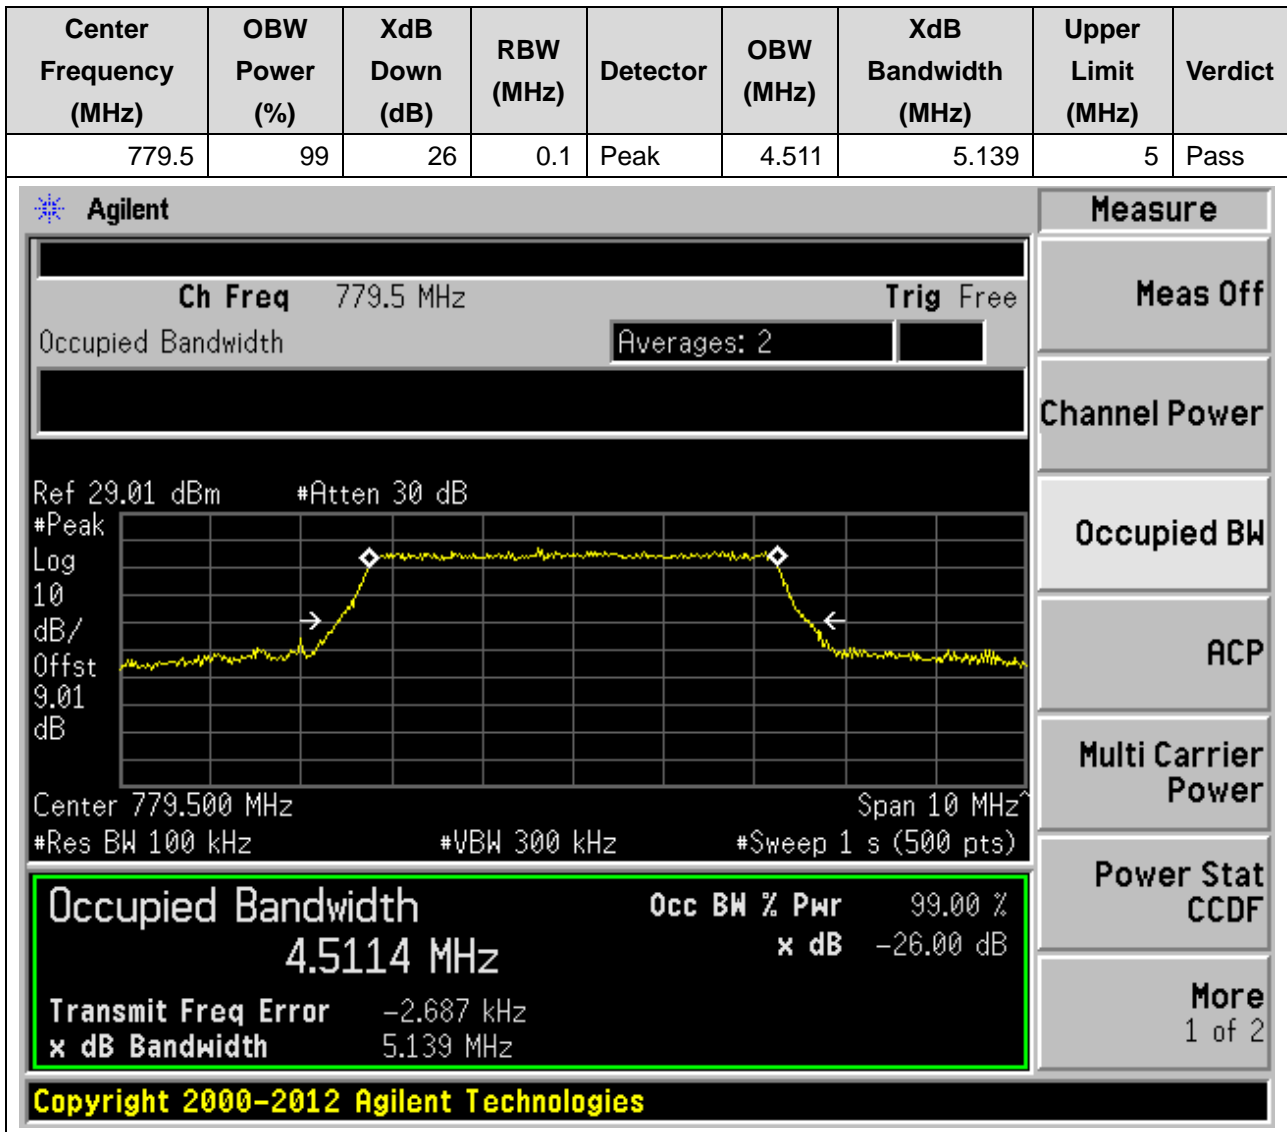 Center Frequency (MHz) OBW Power (%) XdB Down (dB) RBW (MHz) Detector OBW (MHz) XdB Bandwidth (MHz) Upper Limit (MHz) Verdict
779.5 99 26 0.1 Peak 4.511 5.139 5 Pass
Agilent
Measure
Ch Freq 779.5 MHz Trig Free
Meas Off
Occupied Bandwidth Averages: 2
Channel Power
Ref 29.01 dBm #Atten 30 dB
#Peak
Log
10
dB/
Offst
9.01
dB
Occupied BW
ACP
Multi Carrier
Power
Center 779.500 MHz Span 10 MHz^
#Res BW 100 kHz #VBW 300 kHz #Sweep 1 s (500 pts)
Power Stat
CCDF
Occupied Bandwidth Occ BW % Pwr 99.00 %
4.5114 MHz x dB -26.00 dB
Transmit Freq Error -2.687 kHz
x dB Bandwidth 5.139 MHz
More
1 of 2
Copyright 2000-2012 Agilent Technologies